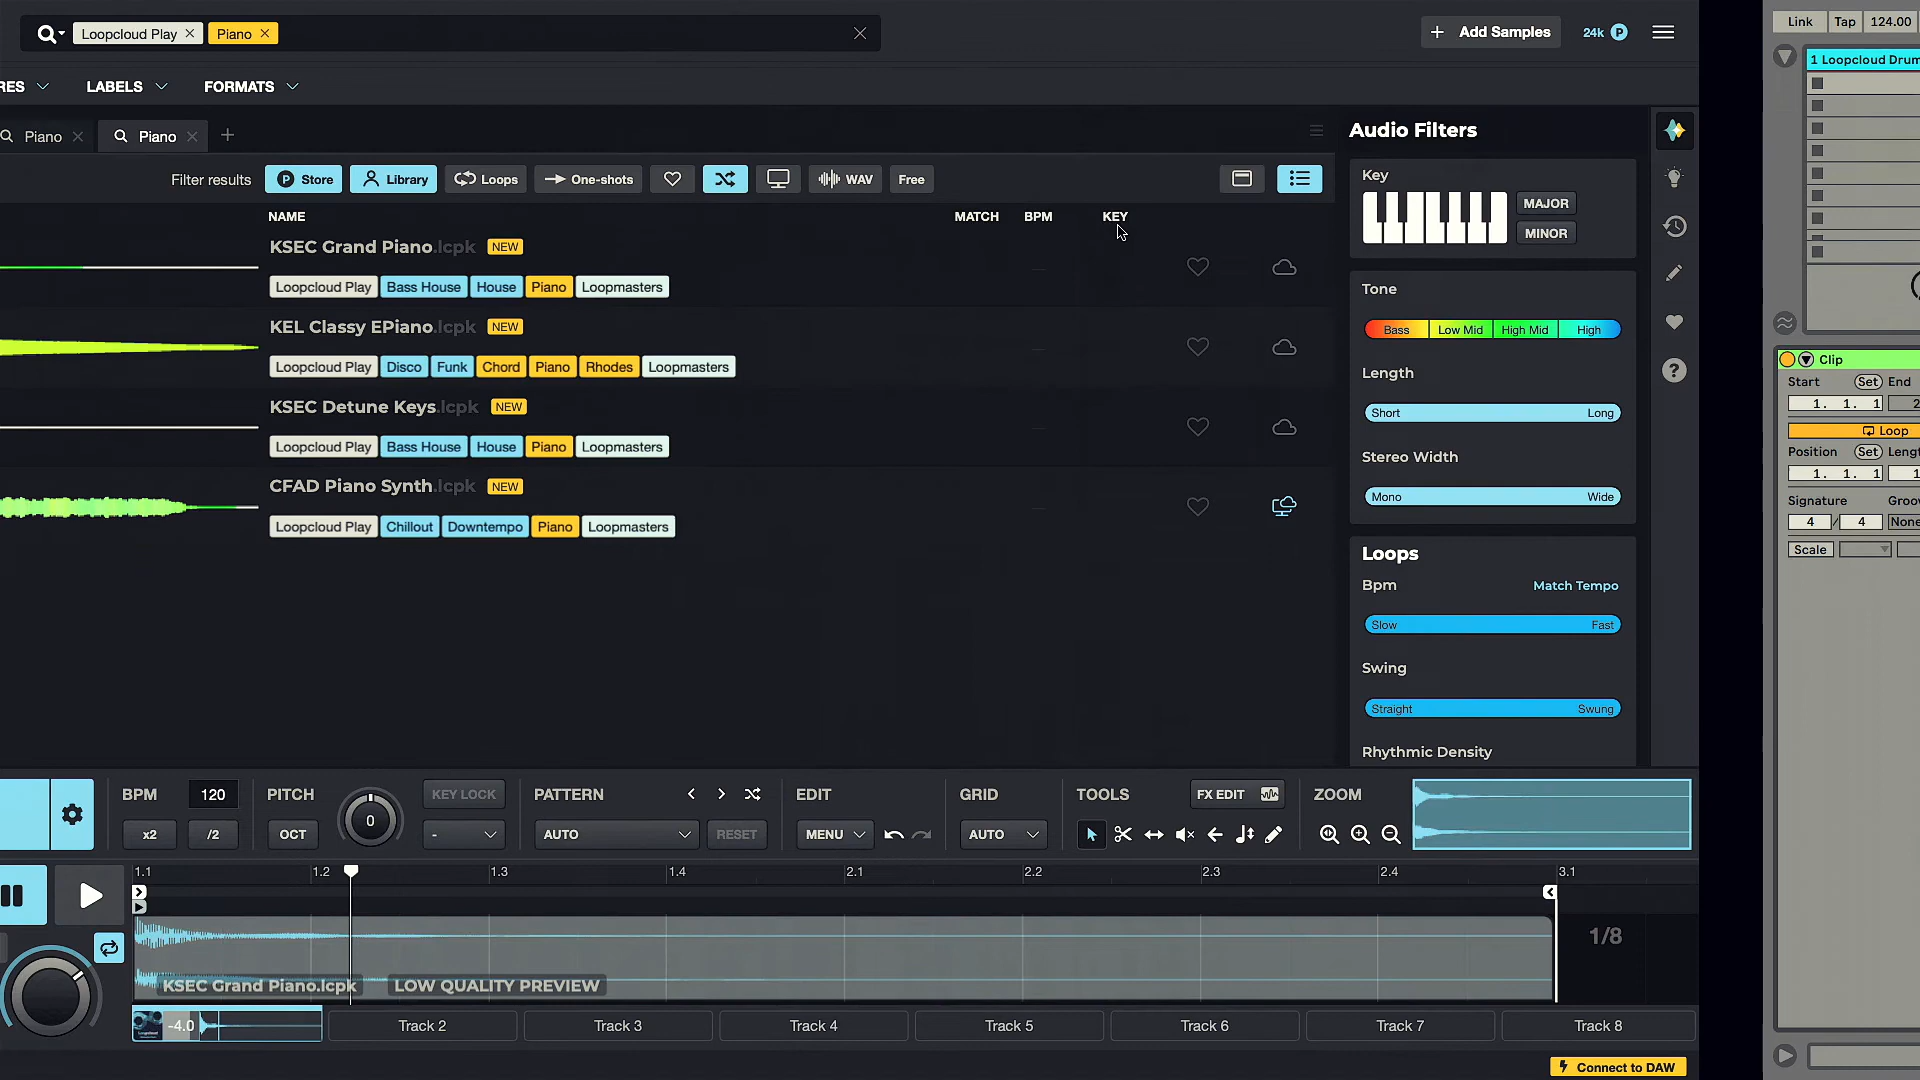 Loopcloud Play Piano
Add Samples 24k P
RES LABELS FORMATS
Piano Piano
Filter results P Store Library Loops One-shots WAV Free
NAME MATCH BPM KEY
KSEC Grand Piano.lcpk NEW
Loopcloud Play Bass House House Piano Loopmasters
KEL Classy EPiano.lcpk NEW
Loopcloud Play Disco Funk Chord Piano Rhodes Loopmasters
KSEC Detune Keys.lcpk NEW
Loopcloud Play Bass House House Piano Loopmasters
CFAD Piano Synth.lcpk NEW
Loopcloud Play Chillout Downtempo Piano Loopmasters
Audio Filters
Key
MAJOR
MINOR
Tone
Bass Low Mid High Mid High
Length
Short Long
Stereo Width
Mono Wide
Loops
Bpm Match Tempo
Slow Fast
Swing
Straight Swung
Rhythmic Density
BPM 120 PITCH KEY LOCK PATTERN EDIT GRID TOOLS FX EDIT ZOOM
x2 /2 OCT 0 - AUTO RESET MENU AUTO
1.1 1.2 1.3 1.4 2.1 2.2 2.3 2.4 3.1
1/8
KSEC Grand Piano.lcpk LOW QUALITY PREVIEW
-4.0 Track 2 Track 3 Track 4 Track 5 Track 6 Track 7 Track 8
Connect to DAW
Link Tap 124.00
1 Loopcloud Drum
Clip
Start Set End
1. 1. 1 2
Loop
Position Set Lengt
1. 1. 1 1
Signature Groov
4 / 4 None
Scale